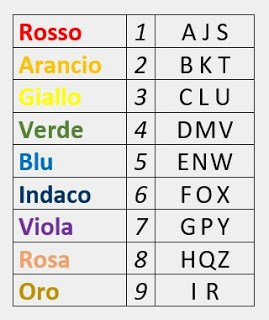 Rosso 1 A J S
Arancio 2 B K T
Giallo 3 C L U
Verde 4 D M V
Blu 5 E N W
Indaco 6 F O X
Viola 7 G P Y
Rosa 8 H Q Z
Oro 9 I R